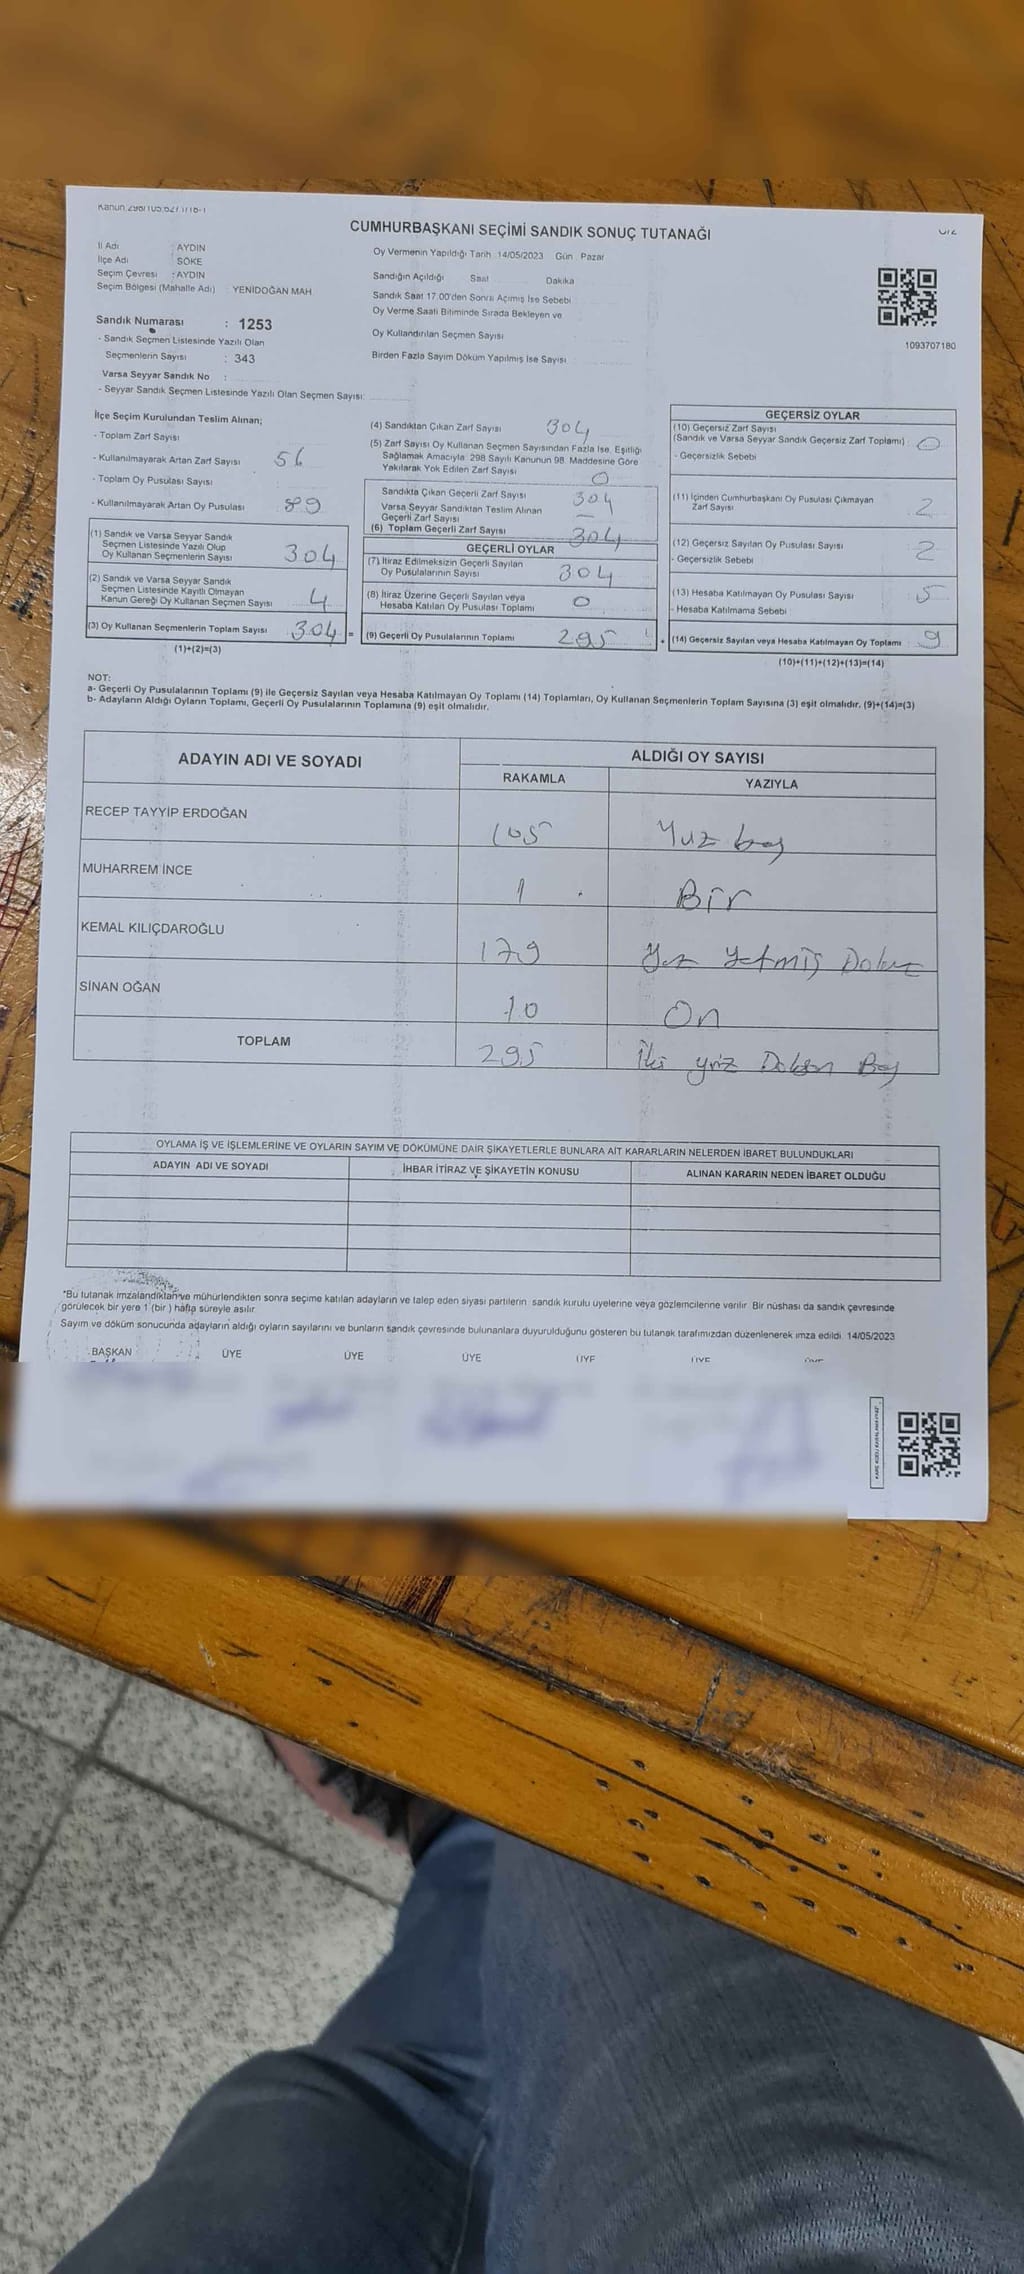 CUMHURBAŞKANI SEÇİMİ SANDIK SONUÇ TUTANAĞI
İl Adı : AYDIN
İlçe Adı : SÖKE
Seçim Çevresi : AYDIN
Seçim Bölgesi (Mahalle Adı) : YENİDOĞAN MAH.
Sandık Numarası : 1253
- Sandık Seçmen Listesinde Yazılı Olan
Seçmenlerin Sayısı : 343
Varsa Seyyar Sandık No :
- Seyyar Sandık Seçmen Listesinde Yazılı Olan Seçmen Sayısı:
Oy Vermenin Yapıldığı Tarih 14/05/2023 Gün Pazar
Sandığın Açıldığı Saat Dakika
Sandık Saat 17.00'den Sonra Açımış İse Sebebi
Oy Verme Saati Bitiminde Sırada Bekleyen ve
Oy Kullandırılan Seçmen Sayısı
Birden Fazla Sayım Döküm Yapılmış İse Sayısı
1093707180
İlçe Seçim Kurulundan Teslim Alınan;
- Toplam Zarf Sayısı
- Kullanılmayarak Artan Zarf Sayısı 56
- Toplam Oy Pusulası Sayısı
- Kullanılmayarak Artan Oy Pusulası 89
(1) Sandık ve Varsa Seyyar Sandık
Seçmen Listesinde Yazılı Olup
Oy Kullanan Seçmenlerin Sayısı 304
(2) Sandık ve Varsa Seyyar Sandık
Seçmen Listesinde Kayıtlı Olmayan
Kanun Gereği Oy Kullanan Seçmen Sayısı 4
(3) Oy Kullanan Seçmenlerin Toplam Sayısı 304 =
(1)+(2)=(3)
(4) Sandıktan Çıkan Zarf Sayısı 304
(5) Zarf Sayısı Oy Kullanan Seçmen Sayısından Fazla İse, Eşitliği
Sağlamak Amacıyla 298 Sayılı Kanunun 98. Maddesine Göre
Yakılarak Yok Edilen Zarf Sayısı 0
Sandıkta Çıkan Geçerli Zarf Sayısı 304
Varsa Seyyar Sandıktan Teslim Alınan
Geçerli Zarf Sayısı —
(6) Toplam Geçerli Zarf Sayısı 304
GEÇERLİ OYLAR
(7) İtiraz Edilmeksizin Geçerli Sayılan
Oy Pusulalarının Sayısı 304
(8) İtiraz Üzerine Geçerli Sayılan veya
Hesaba Katılan Oy Pusulası Toplamı 0
(9) Geçerli Oy Pusulalarının Toplamı 295 +
GEÇERSİZ OYLAR
(10) Geçersiz Zarf Sayısı
(Sandık ve Varsa Seyyar Sandık Geçersiz Zarf Toplamı) 0
- Geçersizlik Sebebi
(11) İçinden Cumhurbaşkanı Oy Pusulası Çıkmayan
Zarf Sayısı 2
(12) Geçersiz Sayılan Oy Pusulası Sayısı 2
- Geçersizlik Sebebi
(13) Hesaba Katılmayan Oy Pusulası Sayısı 5
- Hesaba Katılmama Sebebi
(14) Geçersiz Sayılan veya Hesaba Katılmayan Oy Toplamı 9
(10)+(11)+(12)+(13)=(14)
NOT:
a- Geçerli Oy Pusulalarının Toplamı (9) ile Geçersiz Sayılan veya Hesaba Katılmayan Oy Toplamı (14) Toplamları, Oy Kullanan Seçmenlerin Toplam Sayısına (3) eşit olmalıdır. (9)+(14)=(3)
b- Adayların Aldığı Oyların Toplamı, Geçerli Oy Pusulalarının Toplamına (9) eşit olmalıdır.
ADAYIN ADI VE SOYADI ALDIĞI OY SAYISI
RAKAMLA YAZIYLA
RECEP TAYYİP ERDOĞAN 105 Yuz beş
MUHARREM İNCE 1 Bir
KEMAL KILIÇDAROĞLU 179 Yüz Yetmiş Dokuz
SİNAN OĞAN 10 On
TOPLAM 295 İki yüz Doksan Beş
OYLAMA İŞ VE İŞLEMLERİNE VE OYLARIN SAYIM VE DÖKÜMÜNE DAİR ŞİKAYETLERLE BUNLARA AİT KARARLARIN NELERDEN İBARET BULUNDUKLARI
ADAYIN ADI VE SOYADI İHBAR İTİRAZ VE ŞİKAYETİN KONUSU ALINAN KARARIN NEDEN İBARET OLDUĞU
*Bu tutanak imzalandıktan ve mühürlendikten sonra seçime katılan adayların ve talep eden siyasi partilerin sandık kurulu üyelerine veya gözlemcilerine verilir. Bir nüshası da sandık çevresinde
görülecek bir yere 1 (bir) hafta süreyle asılır.
Sayım ve döküm sonucunda adayların aldığı oyların sayılarını ve bunların sandık çevresinde bulunanlara duyurulduğunu gösteren bu tutanak tarafımızdan düzenlenerek imza edildi. 14/05/2023
BAŞKAN ÜYE ÜYE ÜYE ÜYE ÜYE